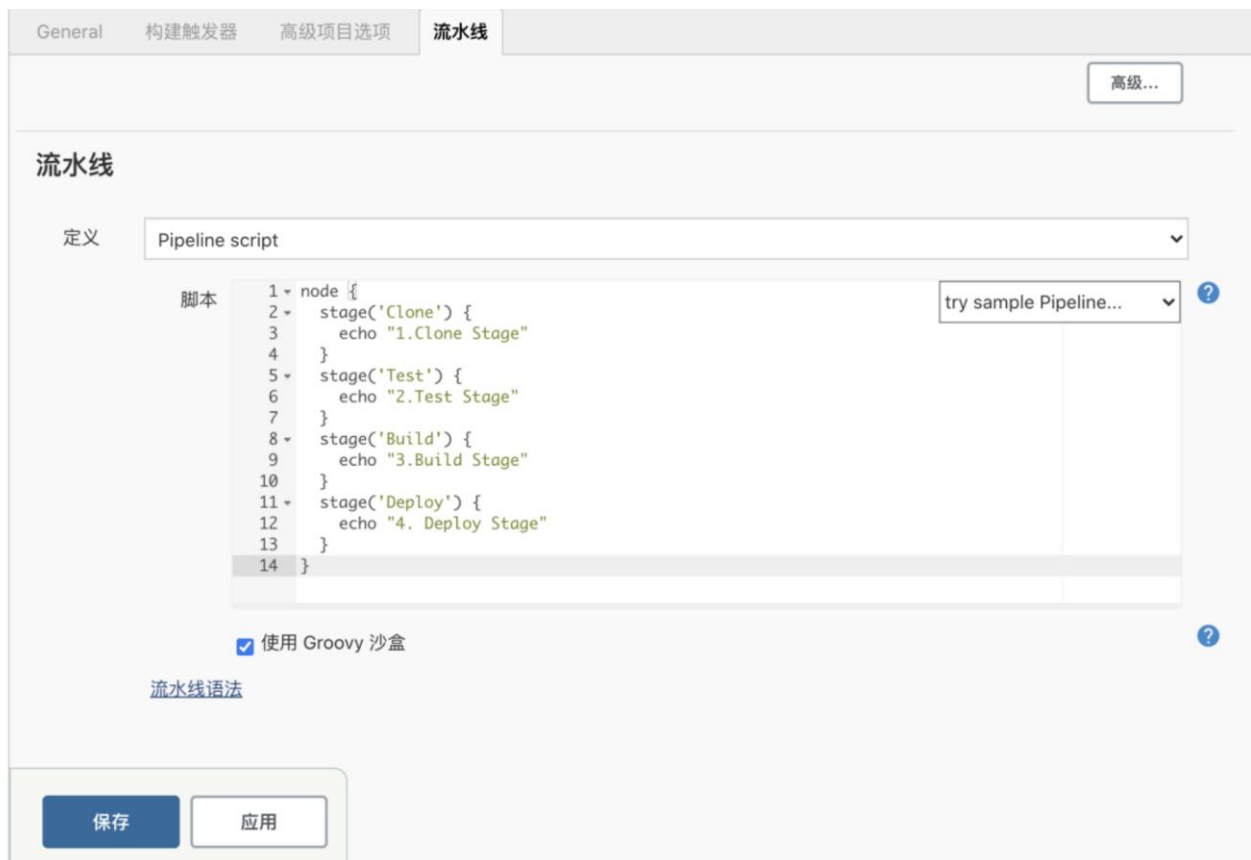 General 构建触发器 高级项目选项 流水线
高级...
流水线
定义 Pipeline script
脚本
try sample Pipeline...
1 node {
2 stage('Clone') {
3 echo "1.Clone Stage"
4 }
5 stage('Test') {
6 echo "2.Test Stage"
7 }
8 stage('Build') {
9 echo "3.Build Stage"
10 }
11 stage('Deploy') {
12 echo "4. Deploy Stage"
13 }
14 }
使用 Groovy 沙盒
流水线语法
保存 应用